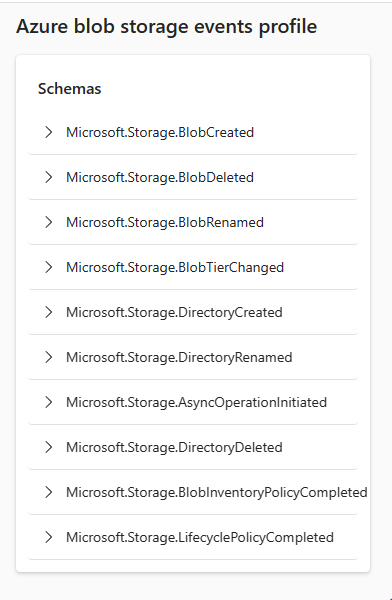 Azure blob storage events profile
Schemas
Microsoft.Storage.BlobCreated
Microsoft.Storage.BlobDeleted
Microsoft.Storage.BlobRenamed
Microsoft.Storage.BlobTierChanged
Microsoft.Storage.DirectoryCreated
Microsoft.Storage.DirectoryRenamed
Microsoft.Storage.AsyncOperationInitiated
Microsoft.Storage.DirectoryDeleted
Microsoft.Storage.BlobInventoryPolicyCompleted
Microsoft.Storage.LifecyclePolicyCompleted